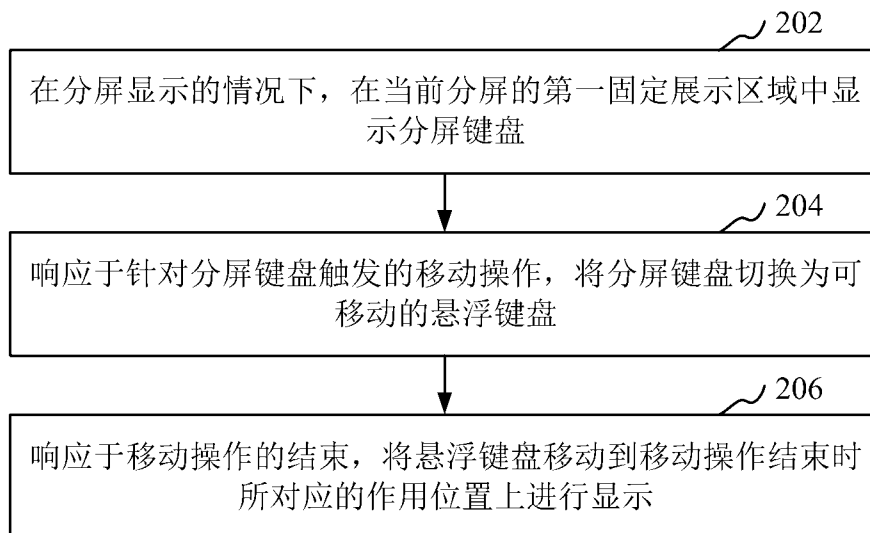 202
在分屏显示的情况下，在当前分屏的第一固定展示区域中显
示分屏键盘
204
响应于针对分屏键盘触发的移动操作，将分屏键盘切换为可
移动的悬浮键盘
206
响应于移动操作的结束，将悬浮键盘移动到移动操作结束时
所对应的作用位置上进行显示